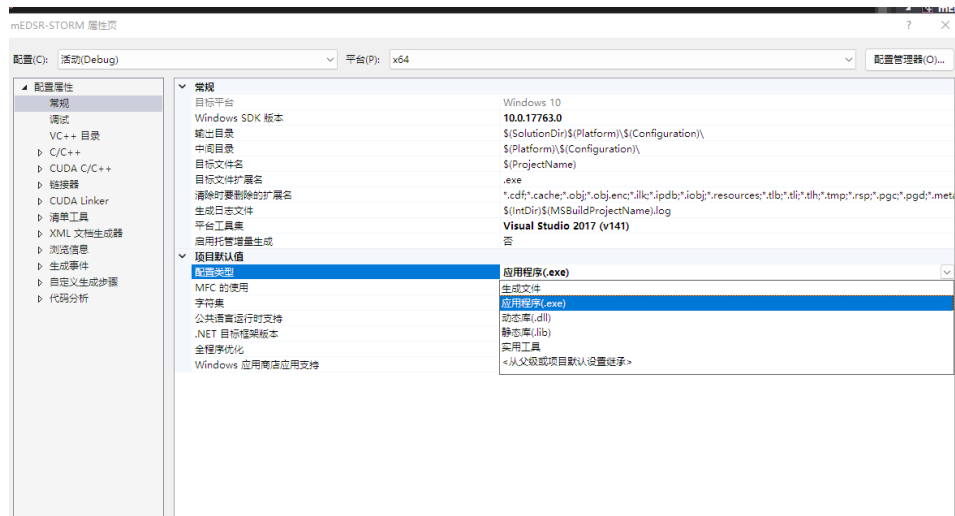 mEDSR-STORM 属性页
配置(C): 活动(Debug) 平台(P): x64 配置管理器(O)...
配置属性
常规
调试
VC++ 目录
C/C++
CUDA C/C++
链接器
CUDA Linker
清单工具
XML 文档生成器
浏览信息
生成事件
自定义生成步骤
代码分析
常规
目标平台 Windows 10
Windows SDK 版本 10.0.17763.0
输出目录 $(SolutionDir)$(Platform)\$(Configuration)\
中间目录 $(Platform)\$(Configuration)\
目标文件名 $(ProjectName)
目标文件扩展名 .exe
清除时要删除的扩展名 *.cdf;*.cache;*.obj;*.obj.enc;*.ilk;*.ipdb;*.iobj;*.resources;*.tlb;*.tli;*.tlh;*.tmp;*.rsp;*.pgc;*.pgd;*.meta
生成日志文件 $(IntDir)$(MSBuildProjectName).log
平台工具集 Visual Studio 2017 (v141)
启用托管增量生成 否
项目默认值
配置类型 应用程序(.exe)
MFC 的使用
字符集
公共语言运行时支持
.NET 目标框架版本
全程序优化
Windows 应用商店应用支持
生成文件
应用程序(.exe)
动态库(.dll)
静态库(.lib)
实用工具
<从父级或项目默认设置继承>